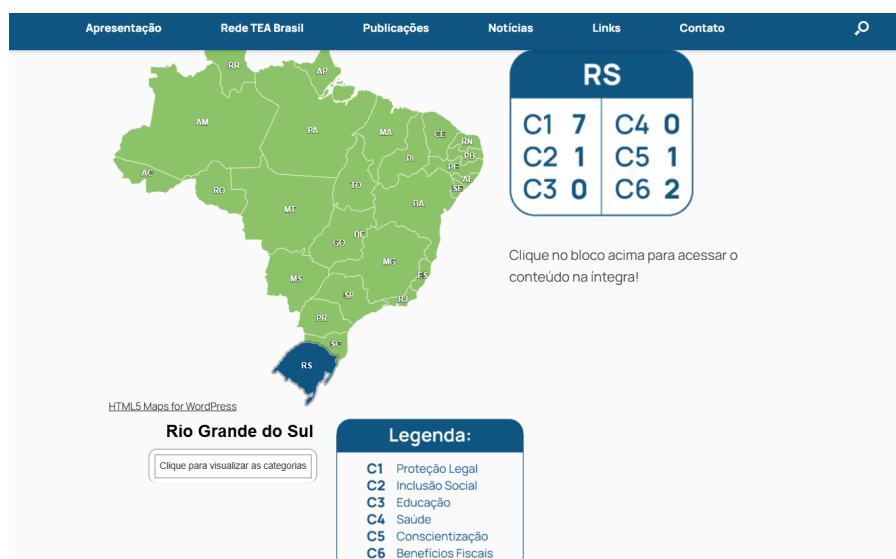 Apresentação Rede TEA Brasil Publicações Notícias Links Contato
RR AP
AM PA MA CE RN
PI PB
PE
AC AL
SE
RO TO
MT BA
DF
GO
MG
MS ES
SP RJ
PR
SC
RS
RS
C1 7 C4 0
C2 1 C5 1
C3 0 C6 2
Clique no bloco acima para acessar o
conteúdo na íntegra!
HTML5 Maps for WordPress
Rio Grande do Sul
Clique para visualizar as categorias
Legenda:
C1 Proteção Legal
C2 Inclusão Social
C3 Educação
C4 Saúde
C5 Conscientização
C6 Benefícios Fiscais